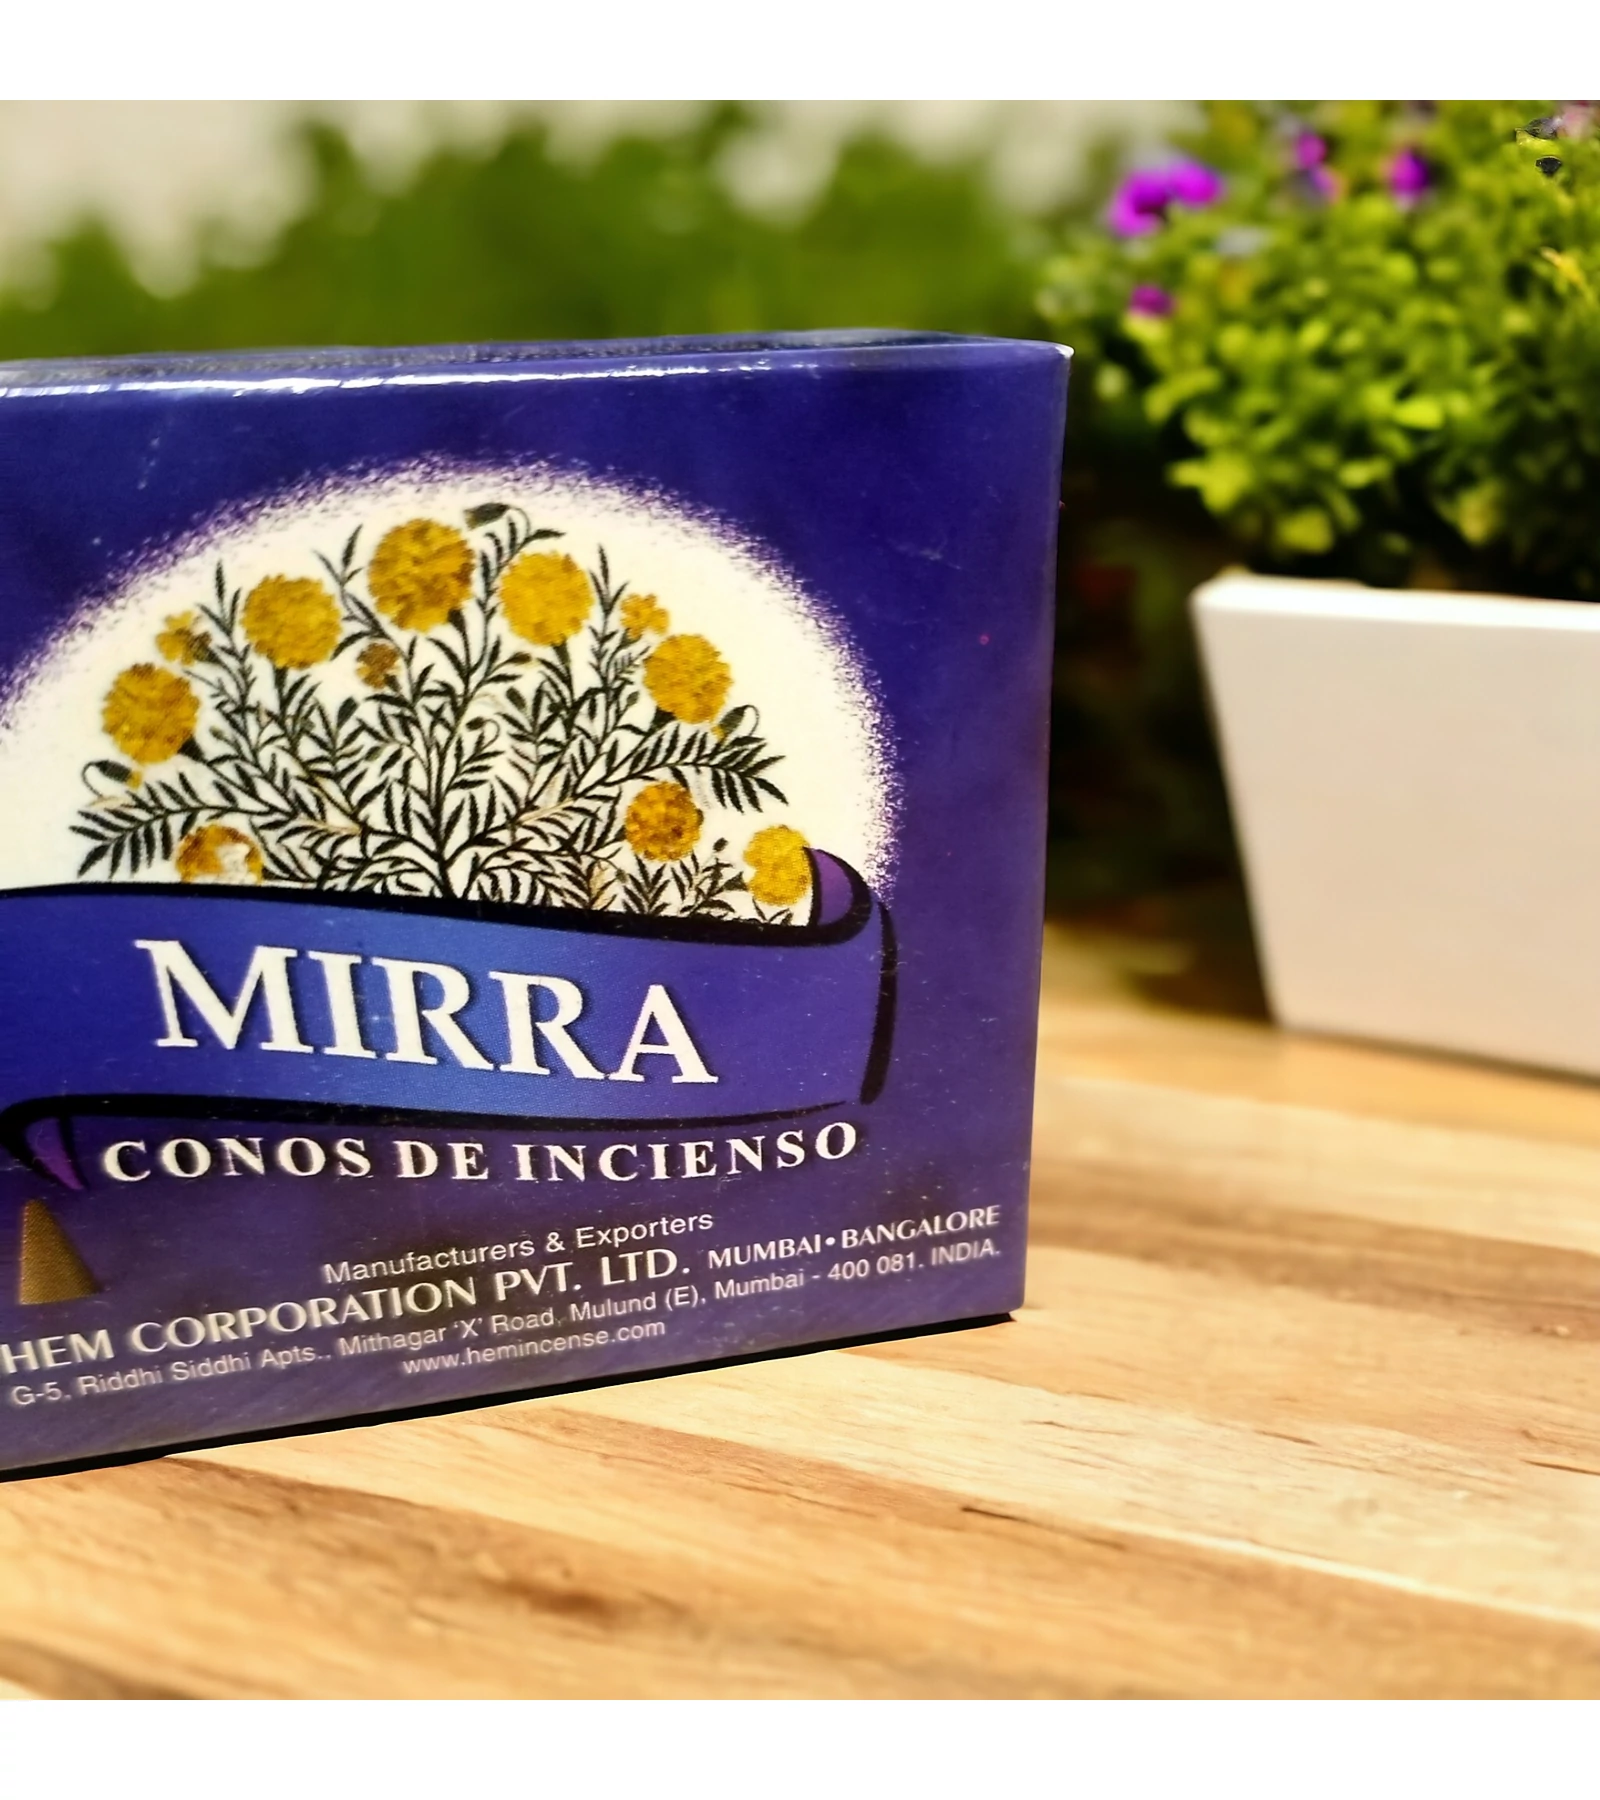 MIRRA
CONOS DE INCIENSO
Manufacturers & Exporters
HEM CORPORATION PVT. LTD. MUMBAI • BANGALORE
G-5, Riddhi Siddhi Apts., Mithagar 'X' Road, Mulund (E), Mumbai - 400 081. INDIA.
www.hemincense.com